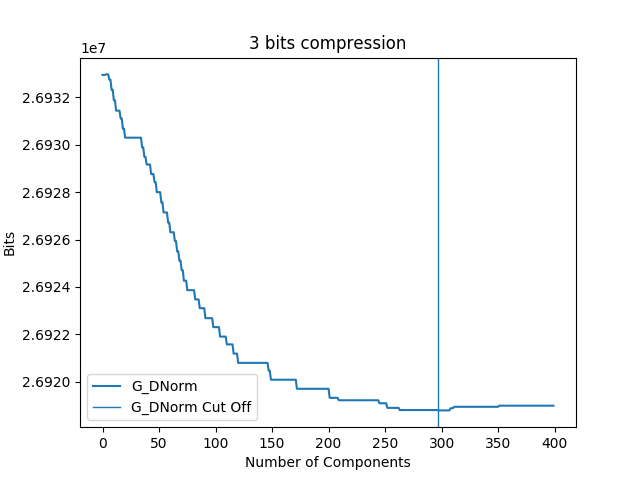 3 bits compression
1e7
2.6932
2.6930
2.6928
2.6926
2.6924
2.6922
2.6920
Bits
G_DNorm
G_DNorm Cut Off
0 50 100 150 200 250 300 350 400
Number of Components